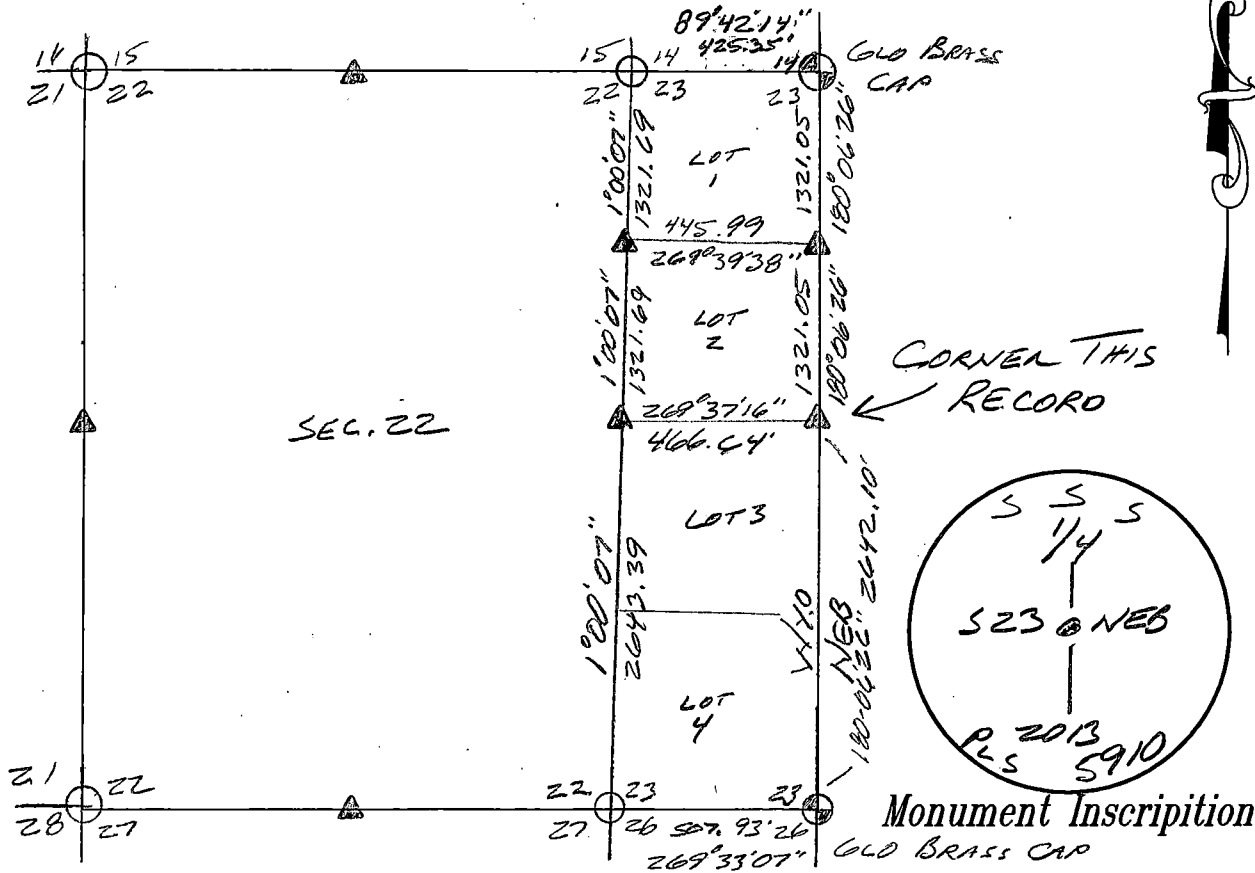 89°42'14"
425.35'
14 15
21 22
15 14
22 23
14
23
GLO BRASS
CAP
1°00'07"
1321.69
LOT
1
1321.05
180°06'26"
445.99
269°39'38"
1°00'07"
1321.69
LOT
2
1321.05
180°06'26"
CORNER THIS
RECORD
269°37'16"
466.64'
SEC. 22
LOT 3
1°00'07"
2643.39
WYO
NEB
180-06'22" 2642.10'
LOT
4
S S S
1/4
S23 NEB
2013
PLS 5910
Monument Inscripition
21 22
28 27
22 23
27 26
23
26
507.93'
269°33'07"
GLO BRASS CAP